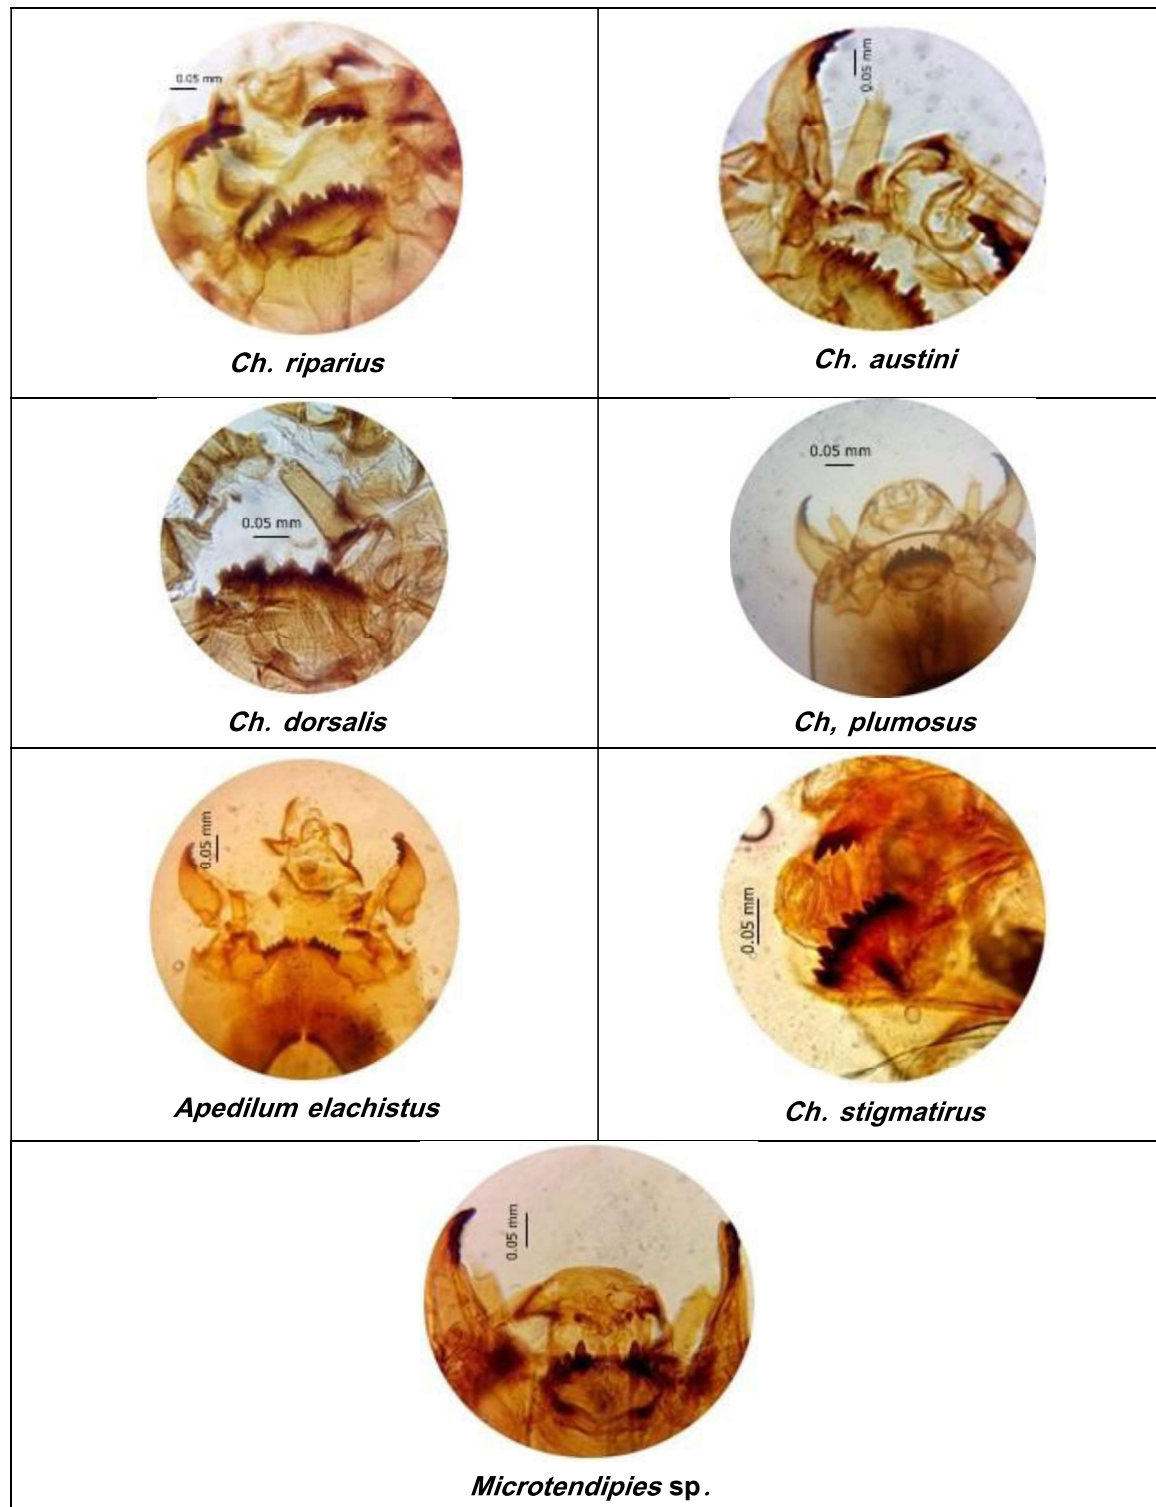 0.05 mm
0.05 mm
Ch. riparius
Ch. austini
0.05 mm
0.05 mm
Ch. dorsalis
Ch, plumosus
0.05 mm
0.05 mm
Apedilum elachistus
Ch. stigmatirus
0.05 mm
Microtendipies sp.